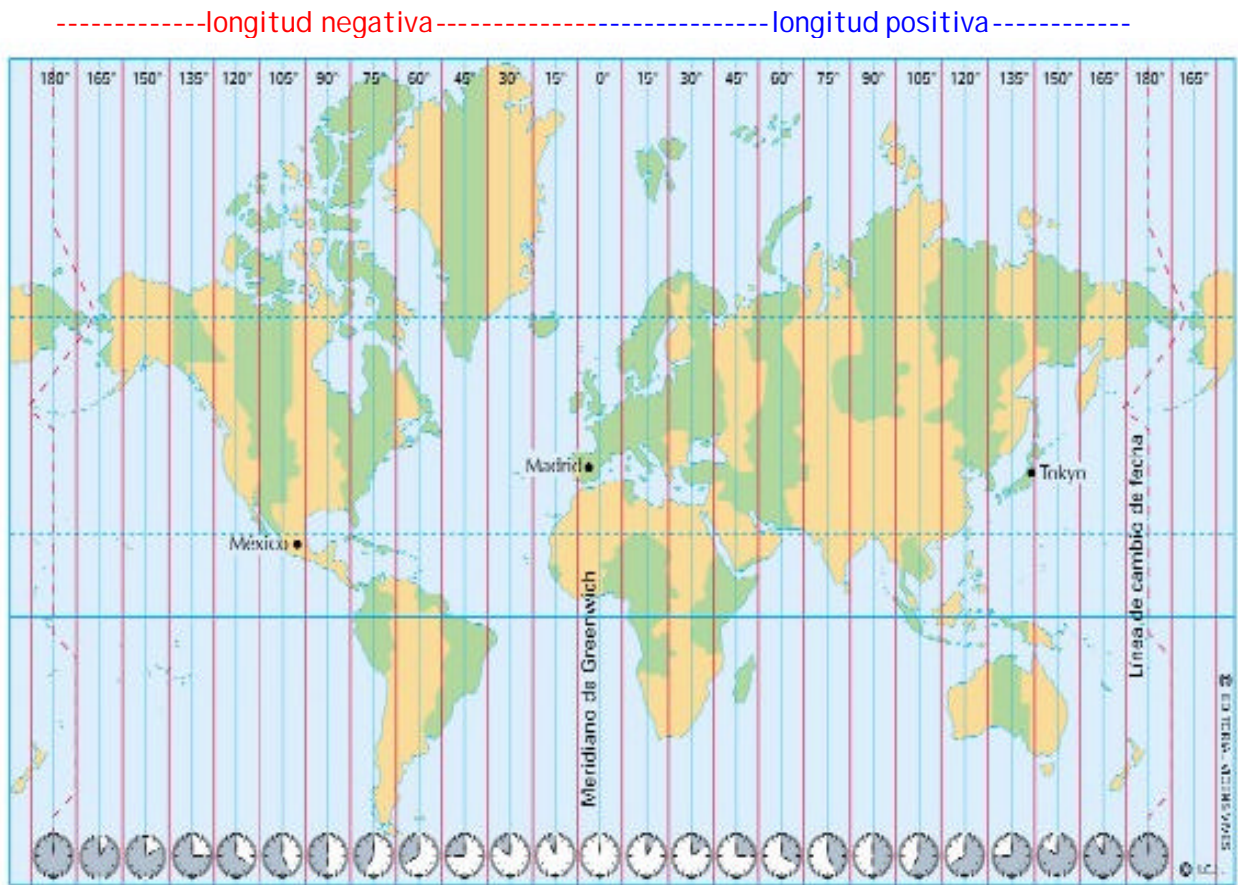 ------------longitud negativa--------------------------longitud positiva------------
180° 165° 150° 135° 120° 105° 90° 75° 60° 45° 30° 15° 0° 15° 30° 45° 60° 75° 90° 105° 120° 135° 150° 165° 180° 165°
Madrid
Tokyo
México
Meridiano de Greenwich
Línea de cambio de fecha
©